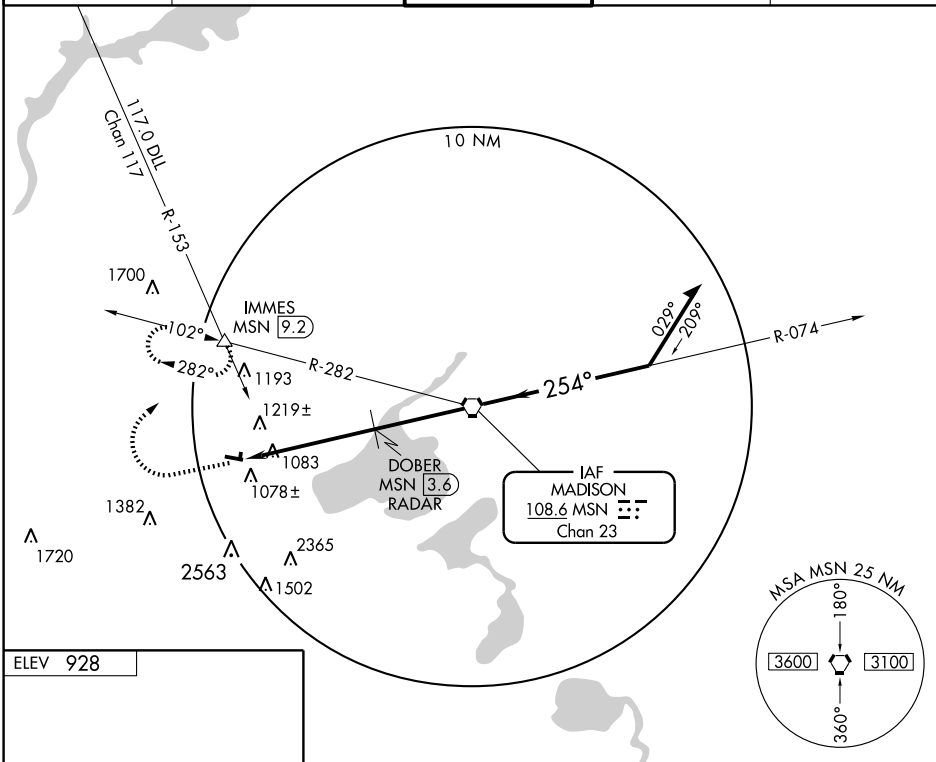 10 NM
117.0 DLL
Chan 117
R-153
1700
IMMES
MSN 9.2
102°
282°
R-282
1193
1219±
1083
1078±
254°
029°
209°
R-074
DOBER
MSN 3.6
RADAR
IAF
MADISON
108.6 MSN
Chan 23
1382
1720
2563
2365
1502
MSA MSN 25 NM
180°
3600
3100
360°
ELEV 928